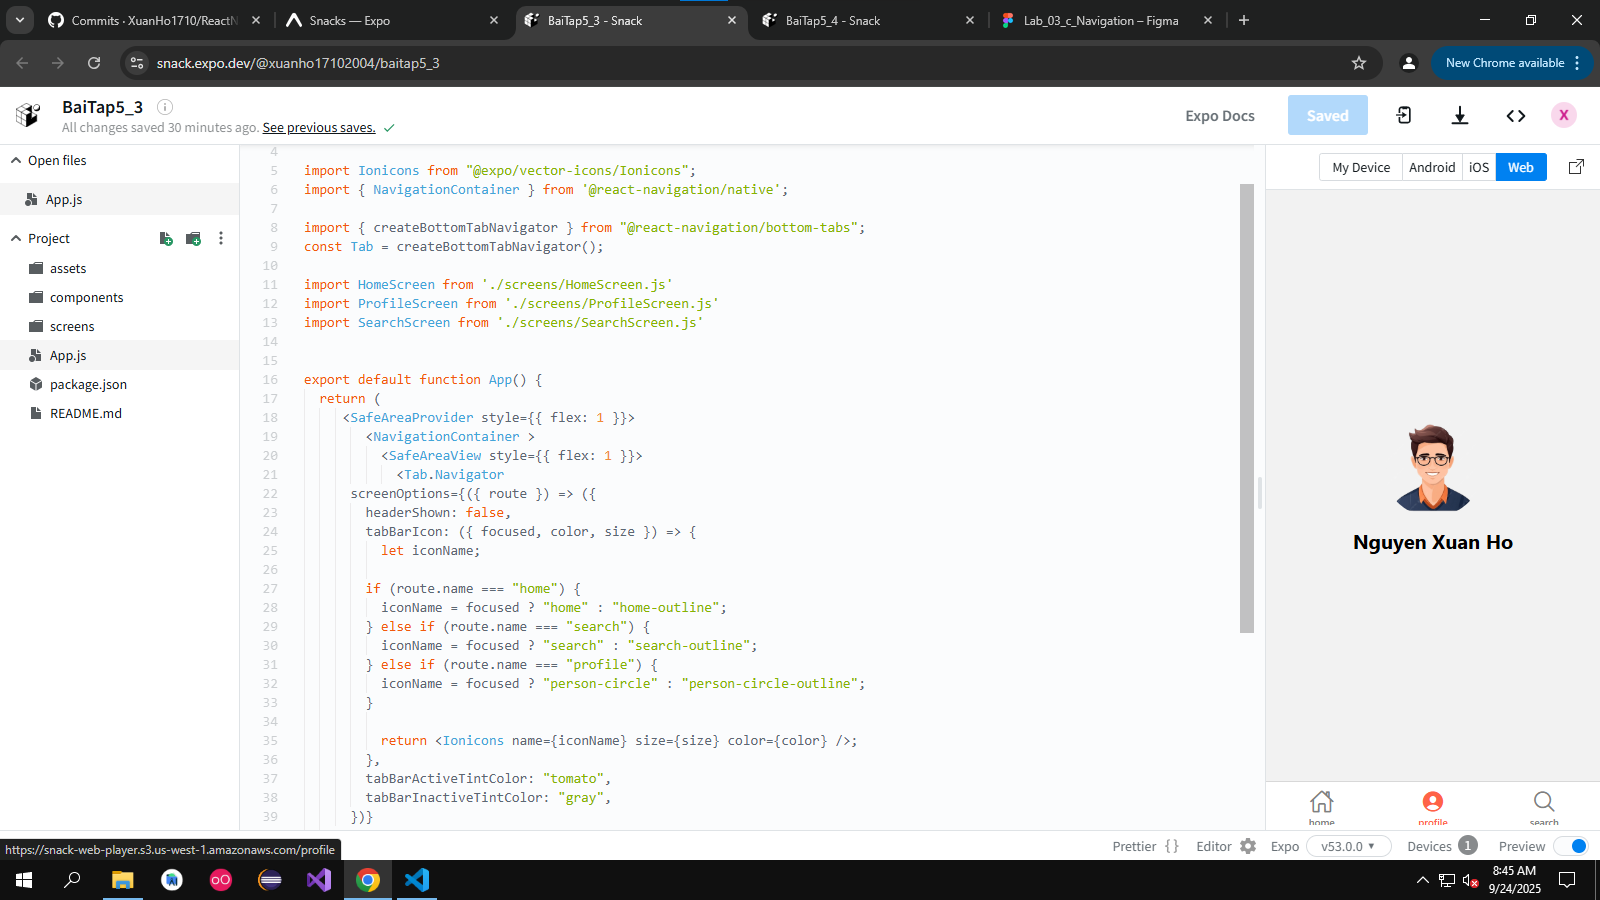 Commits · XuanHo1710/ReactN
Snacks — Expo
BaiTap5_3 - Snack
BaiTap5_4 - Snack
Lab_03_c_Navigation – Figma
snack.expo.dev/@xuanho17102004/baitap5_3
New Chrome available
BaiTap5_3
All changes saved 30 minutes ago. See previous saves.
Expo Docs
Saved
X
Open files
App.js
Project
assets
components
screens
App.js
package.json
README.md
4
5 import Ionicons from "@expo/vector-icons/Ionicons";
6 import { NavigationContainer } from '@react-navigation/native';
7
8 import { createBottomTabNavigator } from "@react-navigation/bottom-tabs";
9 const Tab = createBottomTabNavigator();
10
11 import HomeScreen from './screens/HomeScreen.js'
12 import ProfileScreen from './screens/ProfileScreen.js'
13 import SearchScreen from './screens/SearchScreen.js'
14
15
16 export default function App() {
17 return (
18 <SafeAreaProvider style={{ flex: 1 }}>
19 <NavigationContainer >
20 <SafeAreaView style={{ flex: 1 }}>
21 <Tab.Navigator
22 screenOptions={({ route }) => ({
23 headerShown: false,
24 tabBarIcon: ({ focused, color, size }) => {
25 let iconName;
26
27 if (route.name === "home") {
28 iconName = focused ? "home" : "home-outline";
29 } else if (route.name === "search") {
30 iconName = focused ? "search" : "search-outline";
31 } else if (route.name === "profile") {
32 iconName = focused ? "person-circle" : "person-circle-outline";
33 }
34
35 return <Ionicons name={iconName} size={size} color={color} />;
36 },
37 tabBarActiveTintColor: "tomato",
38 tabBarInactiveTintColor: "gray",
39 })}
My Device
Android
iOS
Web
Nguyen Xuan Ho
home
profile
search
https://snack-web-player.s3.us-west-1.amazonaws.com/profile
Prettier { }
Editor
Expo
v53.0.0
Devices 1
Preview
8:45 AM
9/24/2025